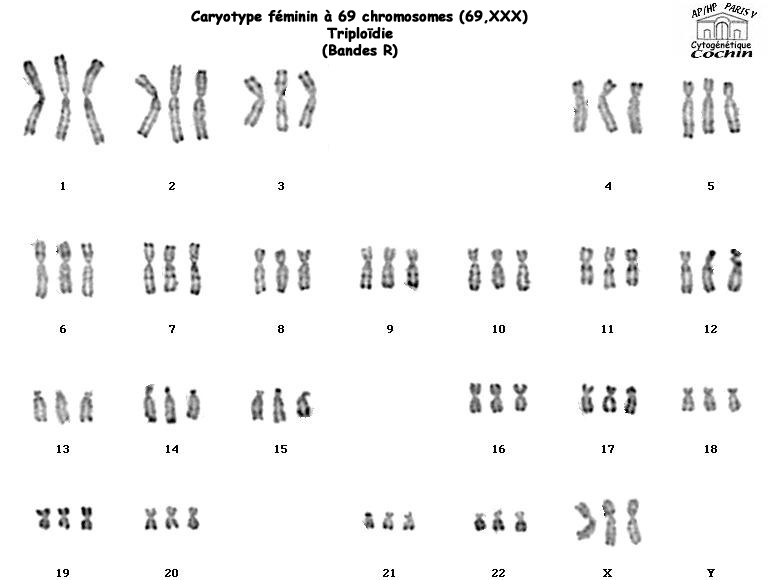 Caryotype féminin à 69 chromosomes (69,XXX)
Triploïdie
(Bandes R)
AP/HP PARIS V
Cytogénétique
Cochin
1 2 3 4 5
6 7 8 9 10 11 12
13 14 15 16 17 18
19 20 21 22 X Y